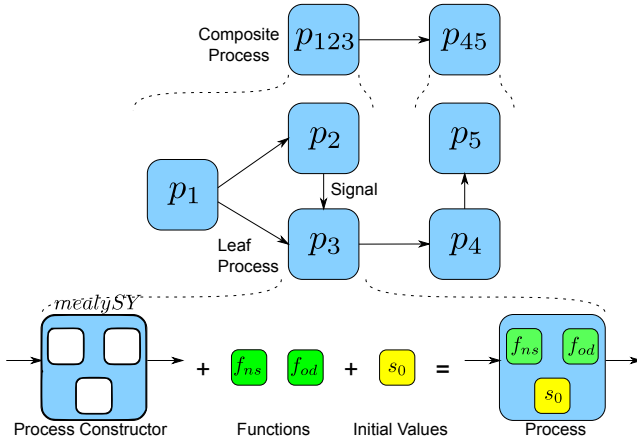 Composite
Process
p123
p45
p2
p5
p1
Signal
Leaf
Process
p3
p4
mealySY
+
fns
fod
+
s0
=
fns
fod
s0
Process Constructor
Functions
Initial Values
Process